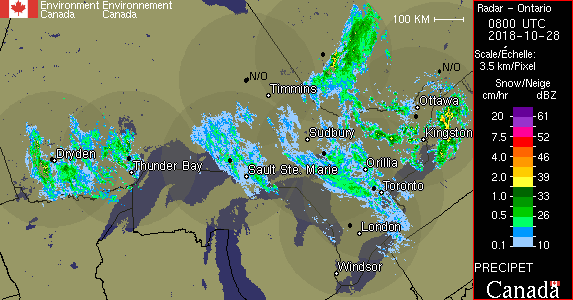 Environment Environnement
Canada Canada
100 KM
N/O
N/O
Timmins
Ottawa
Sudbury
Kingston
Dryden
Thunder Bay
Sault Ste. Marie
Orillia
Toronto
London
Windsor
Radar - Ontario
0800 UTC
2018-10-28
Scale/Échelle:
3.5 km/Pixel
Snow/Neige
cm/hr dBZ
20 61
7.5 52
4.0 46
2.0 39
1.0 33
0.5 26
0.1 10
PRECIPET
Canada